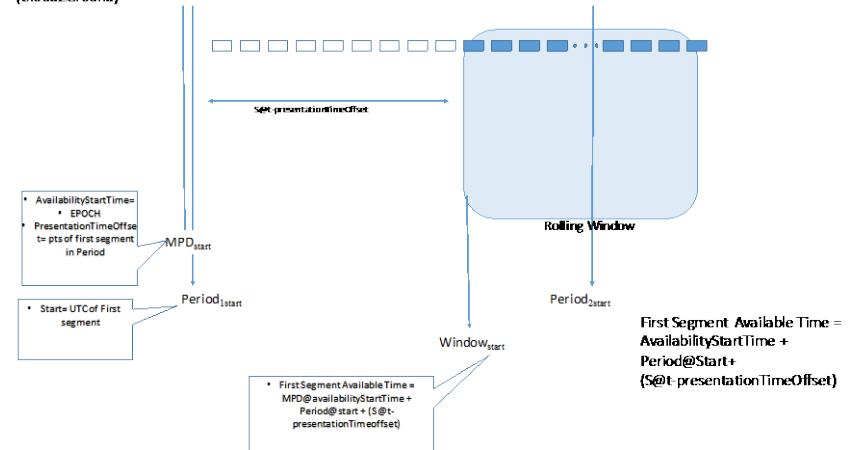 S@t-presentationTimeOffset
• AvailabilityStartTime=
• EPOCH
• PresentationTimeOffse
t= pts of first segment
in Period
MPDstart
Rolling Window
• Start= UTC of First
segment
Period1start
Period2start
Windowstart
First Segment Available Time =
AvailabilityStartTime +
Period@Start+
(S@t-presentationTimeOffset)
• First Segment Available Time =
MPD@availabilityStartTime +
Period@start + (S@t-
presentationTimeoffset)